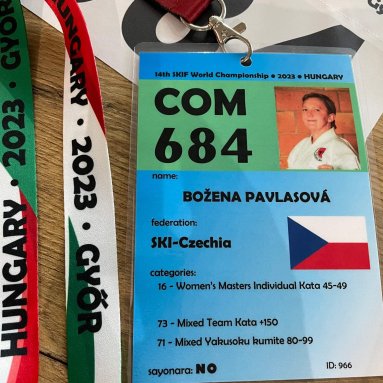 HUNGARY • 2023 • GYŐR
HUNGARY • 2023 • GYŐR
14th SKIF World Championship • 2023 • HUNGARY
COM
684
name:
BOŽENA PAVLASOVÁ
federation:
SKI-Czechia
categories:
16 - Women's Masters Individual Kata 45-49
73 - Mixed Team Kata +150
71 - Mixed Yakusoku kumite 80-99
sayonara: NO
ID: 966